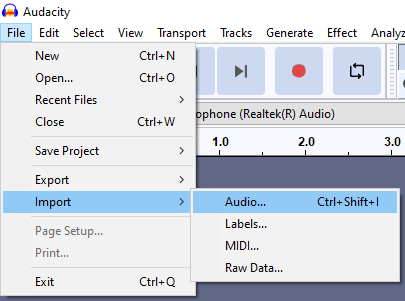 Audacity
File Edit Select View Transport Tracks Generate Effect Analyz
New Ctrl+N
Open... Ctrl+O
Recent Files
Close Ctrl+W
ophone (Realtek(R) Audio)
1.0 2.0 3.0
Save Project
Export
Import
Audio... Ctrl+Shift+I
Labels...
MIDI...
Raw Data...
Page Setup...
Print...
Exit Ctrl+Q